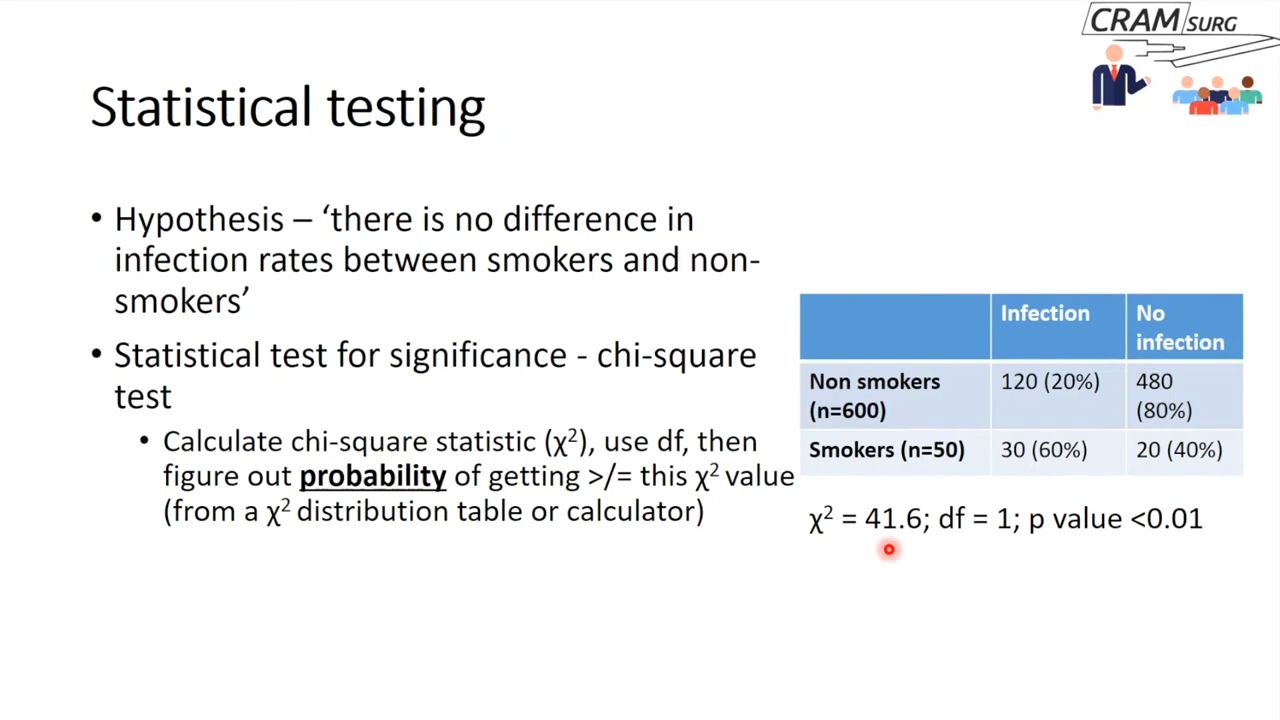 CRAM SURG
Statistical testing
• Hypothesis – ‘there is no difference in
infection rates between smokers and non-
smokers’
• Statistical test for significance - chi-square
test
• Calculate chi-square statistic (χ²), use df, then
figure out probability of getting >/= this χ² value
(from a χ² distribution table or calculator)
Infection No
infection
Non smokers
(n=600) 120 (20%) 480
(80%)
Smokers (n=50) 30 (60%) 20 (40%)
χ² = 41.6; df = 1; p value <0.01